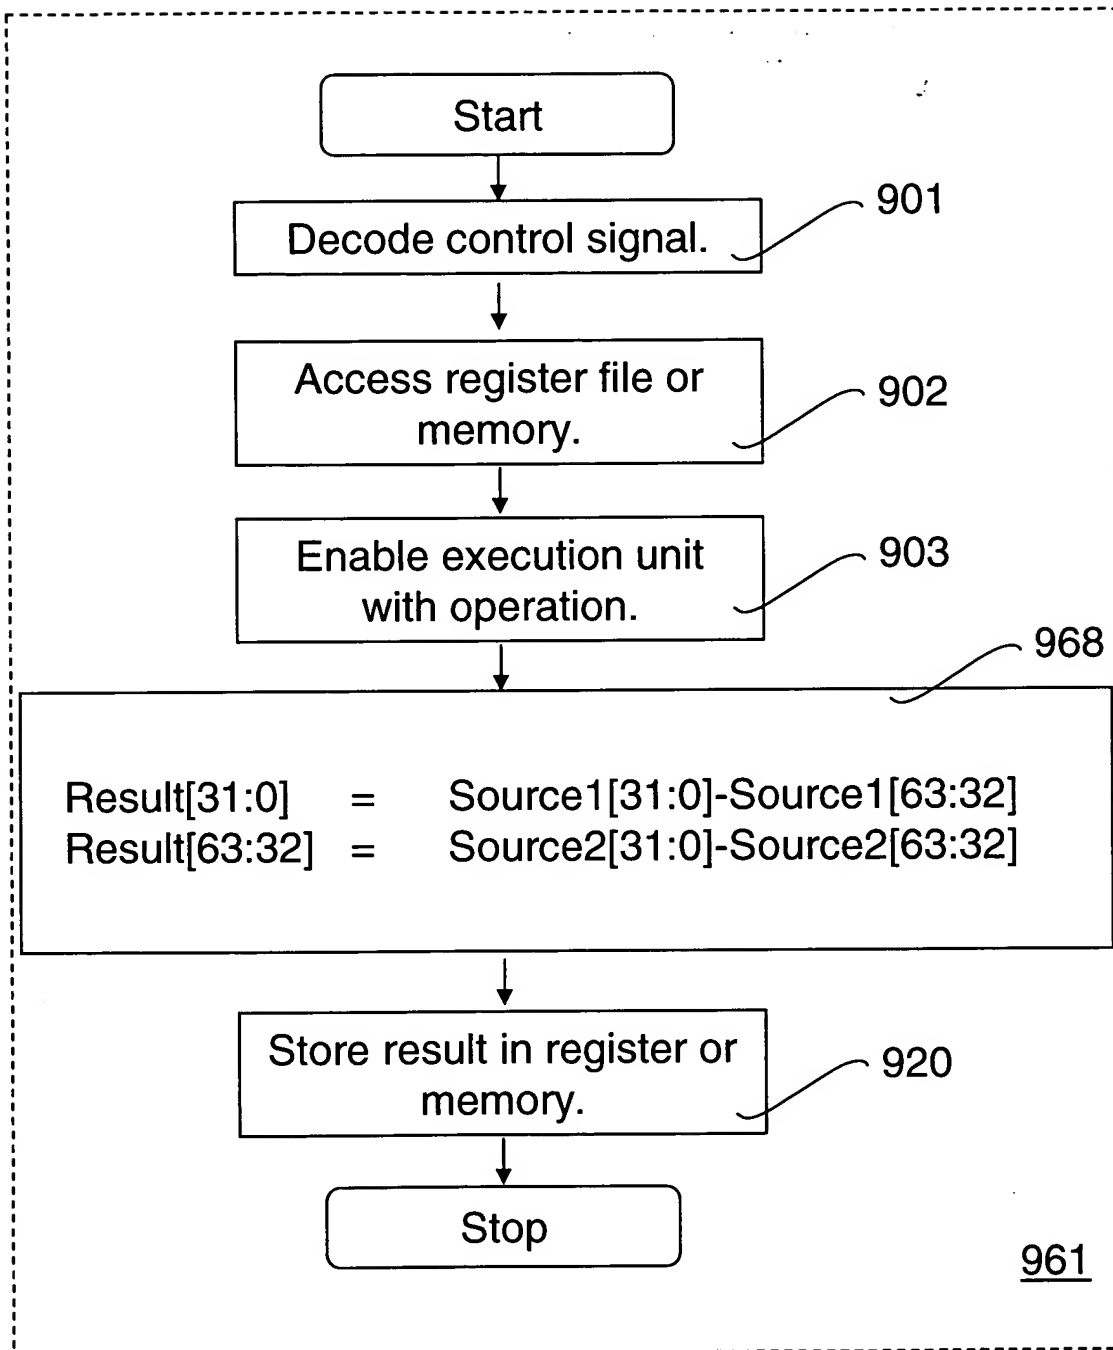 Start
901
Decode control signal.
Access register file or
902
memory.
Enable execution unit
903
with operation.
968
Result[31:0] = Source1[31:0]-Source1[63:32]
Result[63:32] = Source2[31:0]-Source2[63:32]
Store result in register or
920
memory.
Stop
961